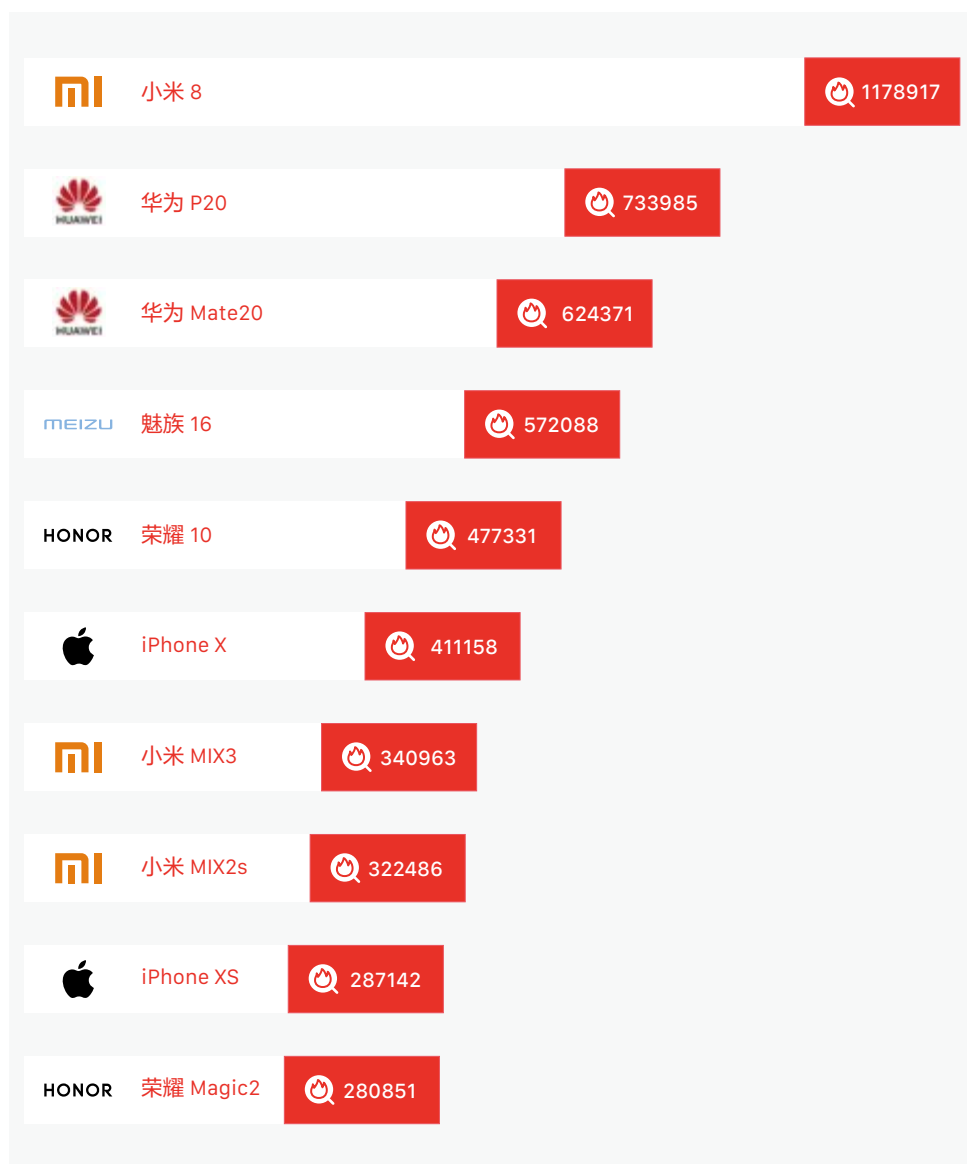 小米 8
1178917
HUAWEI
华为 P20
733985
HUAWEI
华为 Mate20
624371
MEIZU
魅族 16
572088
HONOR
荣耀 10
477331
iPhone X
411158
小米 MIX3
340963
小米 MIX2s
322486
iPhone XS
287142
HONOR
荣耀 Magic2
280851